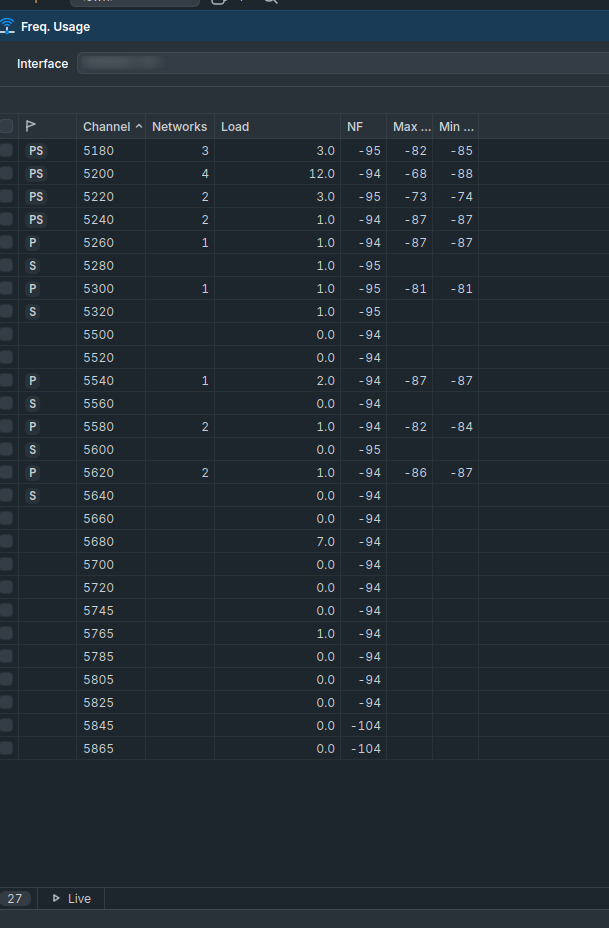 Freq. Usage
Interface
Channel Networks Load NF Max ... Min ...
PS 5180 3 3.0 -95 -82 -85
PS 5200 4 12.0 -94 -68 -88
PS 5220 2 3.0 -95 -73 -74
PS 5240 2 1.0 -94 -87 -87
P 5260 1 1.0 -94 -87 -87
S 5280 1.0 -95
P 5300 1 1.0 -95 -81 -81
S 5320 1.0 -95
5500 0.0 -94
5520 0.0 -94
P 5540 1 2.0 -94 -87 -87
S 5560 0.0 -94
P 5580 2 1.0 -94 -82 -84
S 5600 0.0 -95
P 5620 2 1.0 -94 -86 -87
S 5640 0.0 -94
5660 0.0 -94
5680 7.0 -94
5700 0.0 -94
5720 0.0 -94
5745 0.0 -94
5765 1.0 -94
5785 0.0 -94
5805 0.0 -94
5825 0.0 -94
5845 0.0 -104
5865 0.0 -104
27 Live